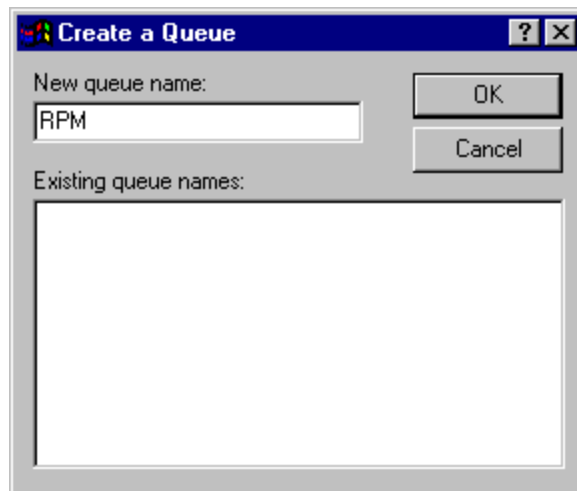 Create a Queue
New queue name:
OK
RPM
Cancel
Existing queue names: